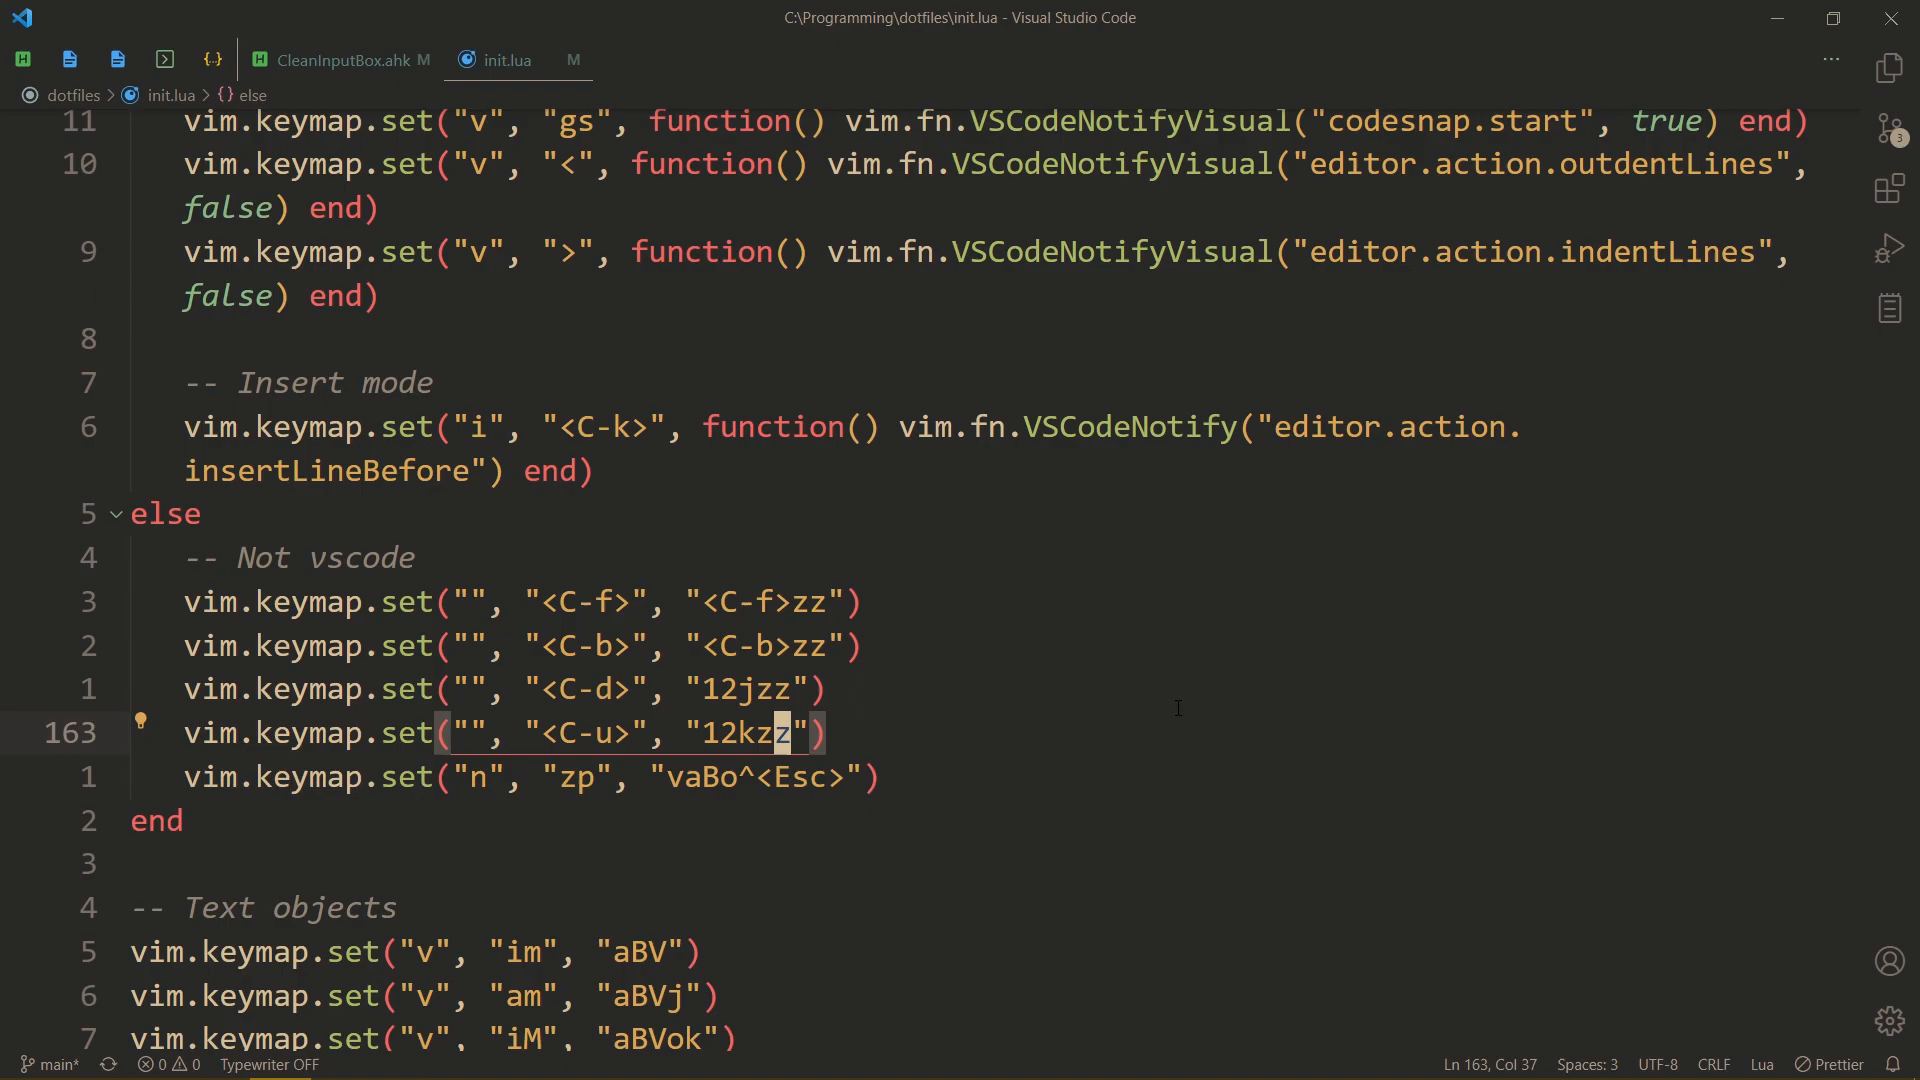 C:\Programming\dotfiles\init.lua - Visual Studio Code
CleanInputBox.ahk M
init.lua M
dotfiles > init.lua > {} else
11 vim.keymap.set("v", "gs", function() vim.fn.VSCodeNotifyVisual("codesnap.start", true) end)
10 vim.keymap.set("v", "<", function() vim.fn.VSCodeNotifyVisual("editor.action.outdentLines",
false) end)
9 vim.keymap.set("v", ">", function() vim.fn.VSCodeNotifyVisual("editor.action.indentLines",
false) end)
8
7 -- Insert mode
6 vim.keymap.set("i", "<C-k>", function() vim.fn.VSCodeNotify("editor.action.
insertLineBefore") end)
5 else
4 -- Not vscode
3 vim.keymap.set("", "<C-f>", "<C-f>zz")
2 vim.keymap.set("", "<C-b>", "<C-b>zz")
1 vim.keymap.set("", "<C-d>", "12jzz")
163 vim.keymap.set("", "<C-u>", "12kzz")
1 vim.keymap.set("n", "zp", "vaBo^<Esc>")
2 end
3
4 -- Text objects
5 vim.keymap.set("v", "im", "aBV")
6 vim.keymap.set("v", "am", "aBVj")
7 vim.keymap.set("v", "iM", "aBVok")
3
main* 0 0 Typewriter OFF Ln 163, Col 37 Spaces: 3 UTF-8 CRLF Lua Prettier